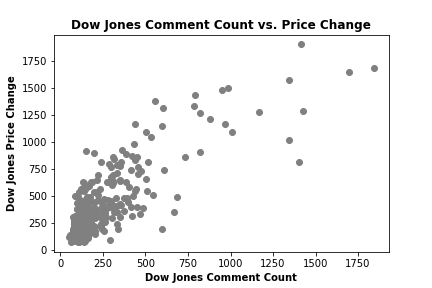 Dow Jones Comment Count vs. Price Change
Dow Jones Price Change
1750
1500
1250
1000
750
500
250
0
0 250 500 750 1000 1250 1500 1750
Dow Jones Comment Count